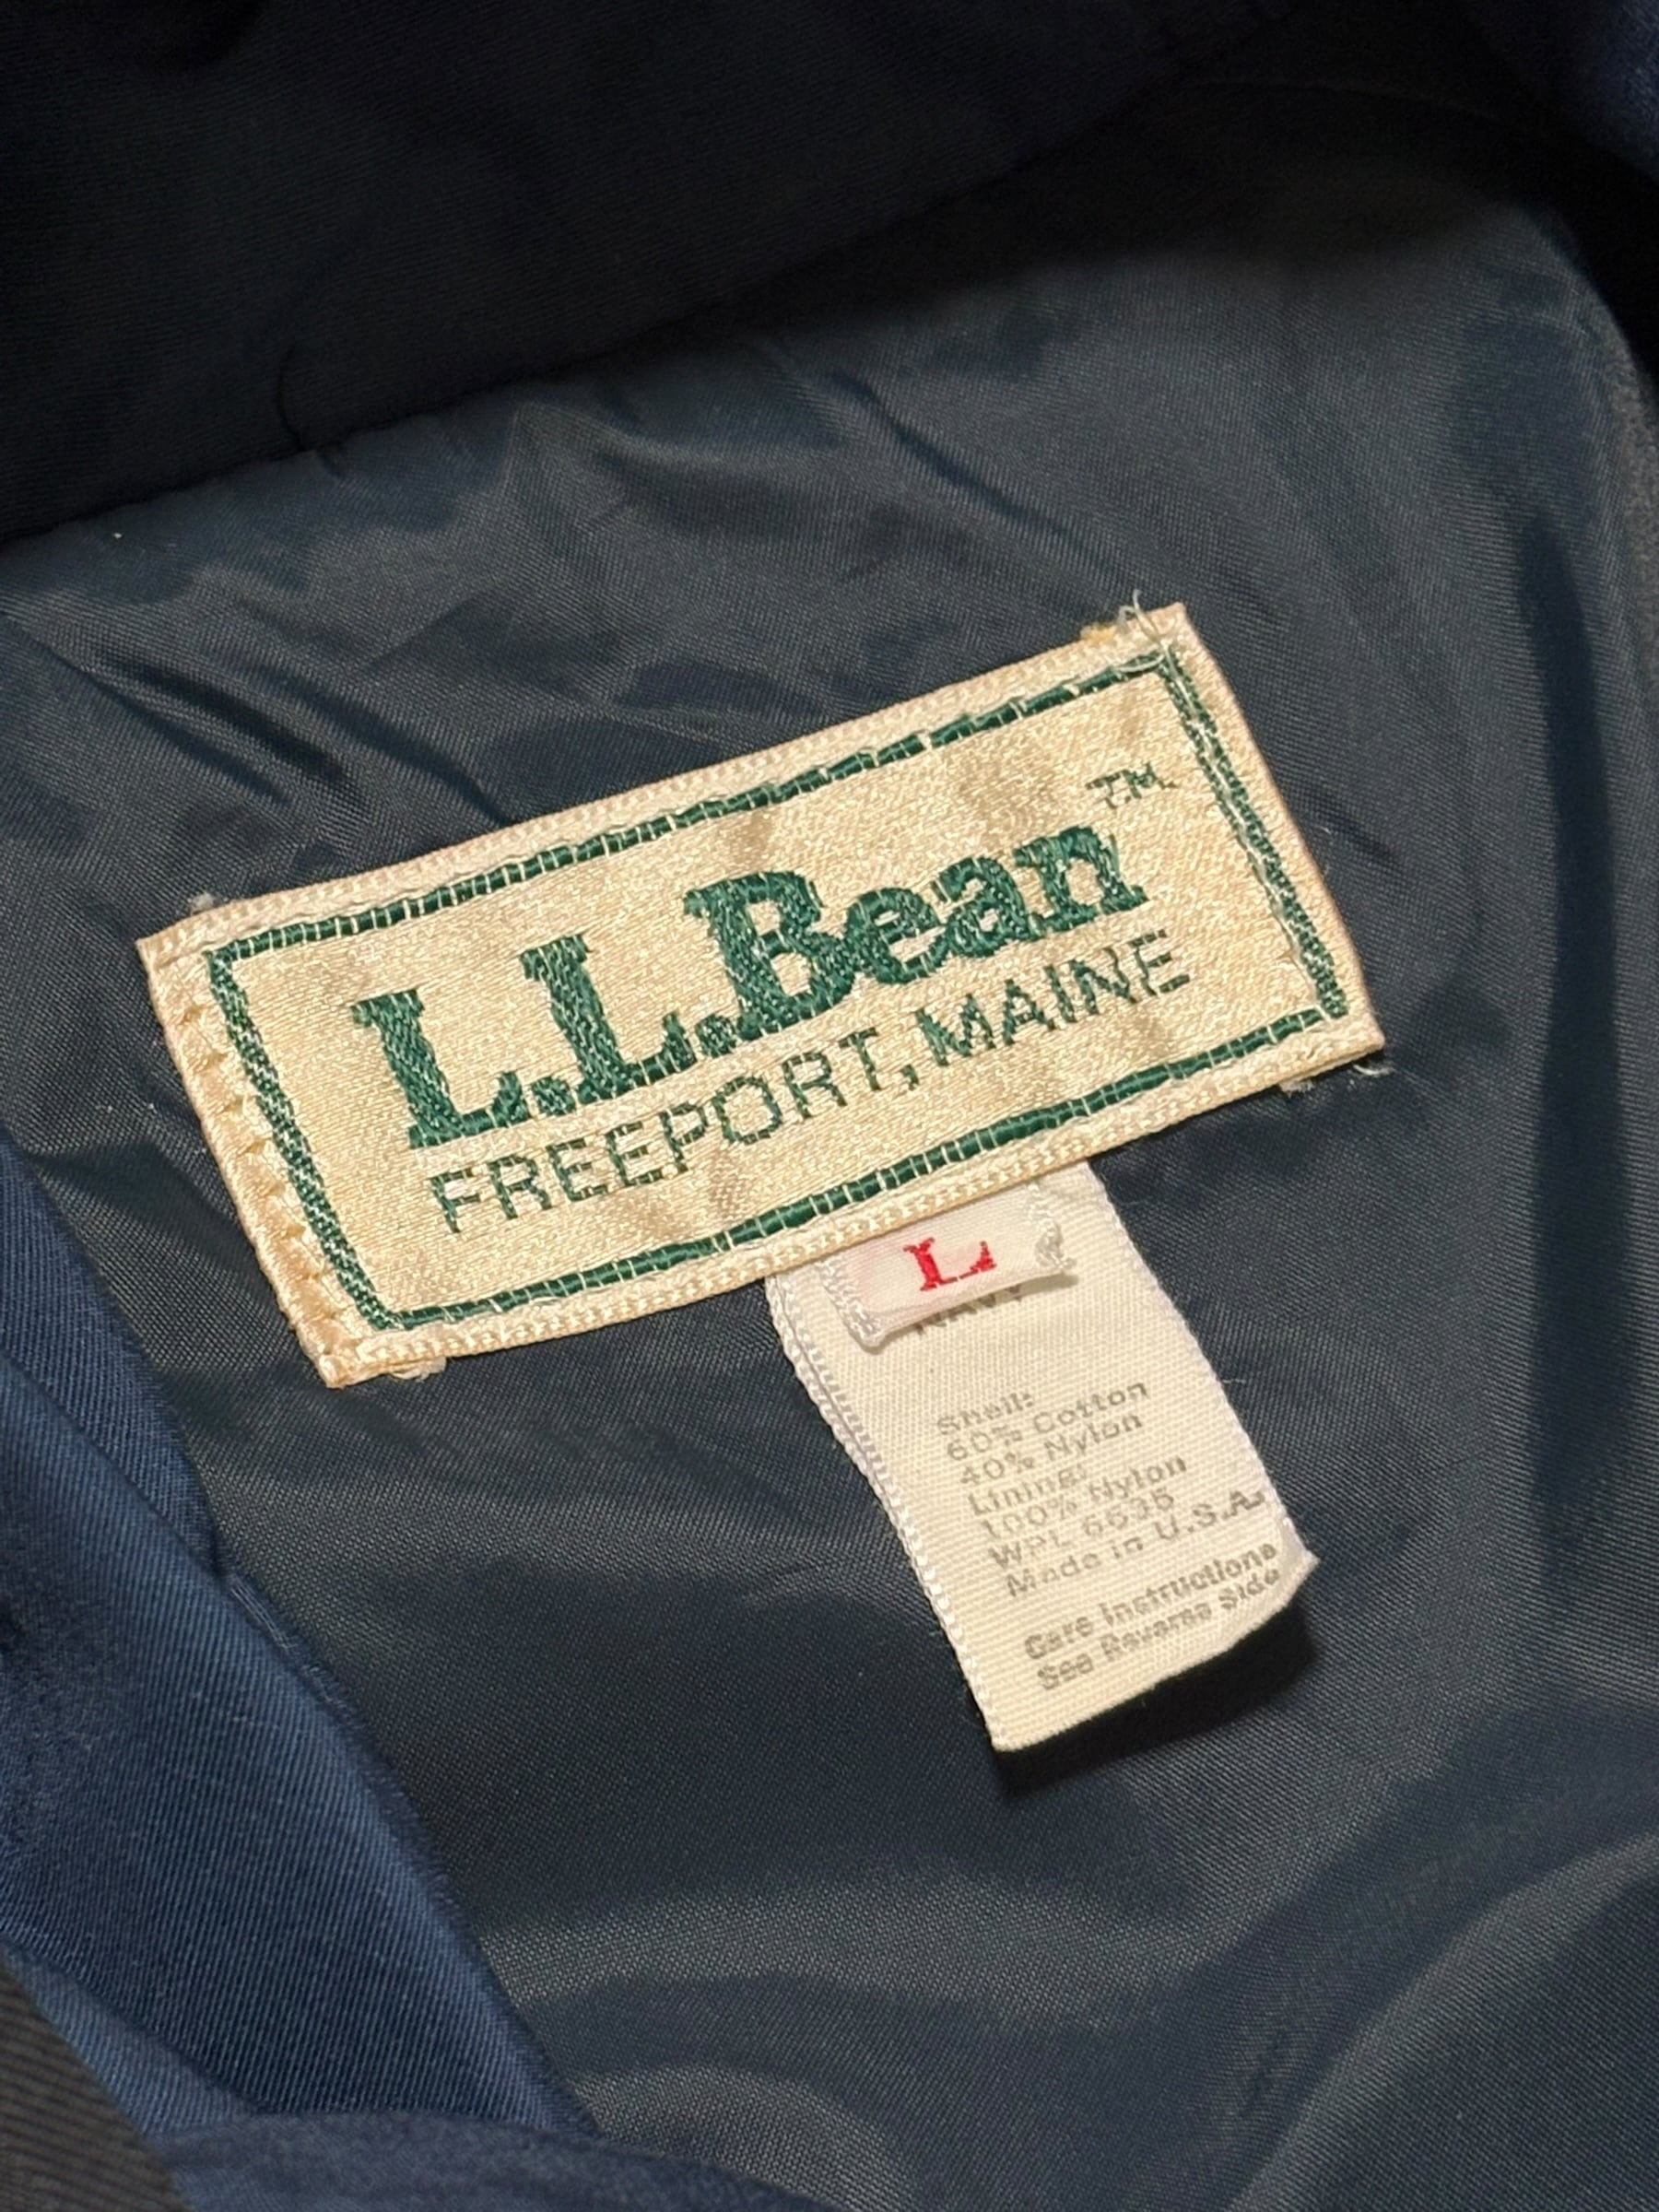 L.L.Bean™
FREEPORT, MAINE
L
NAVY
Shell:
60% Cotton
40% Nylon
Lining:
100% Nylon
WPL 6535
Made in U.S.A.
Care Instructions
See Reverse Side